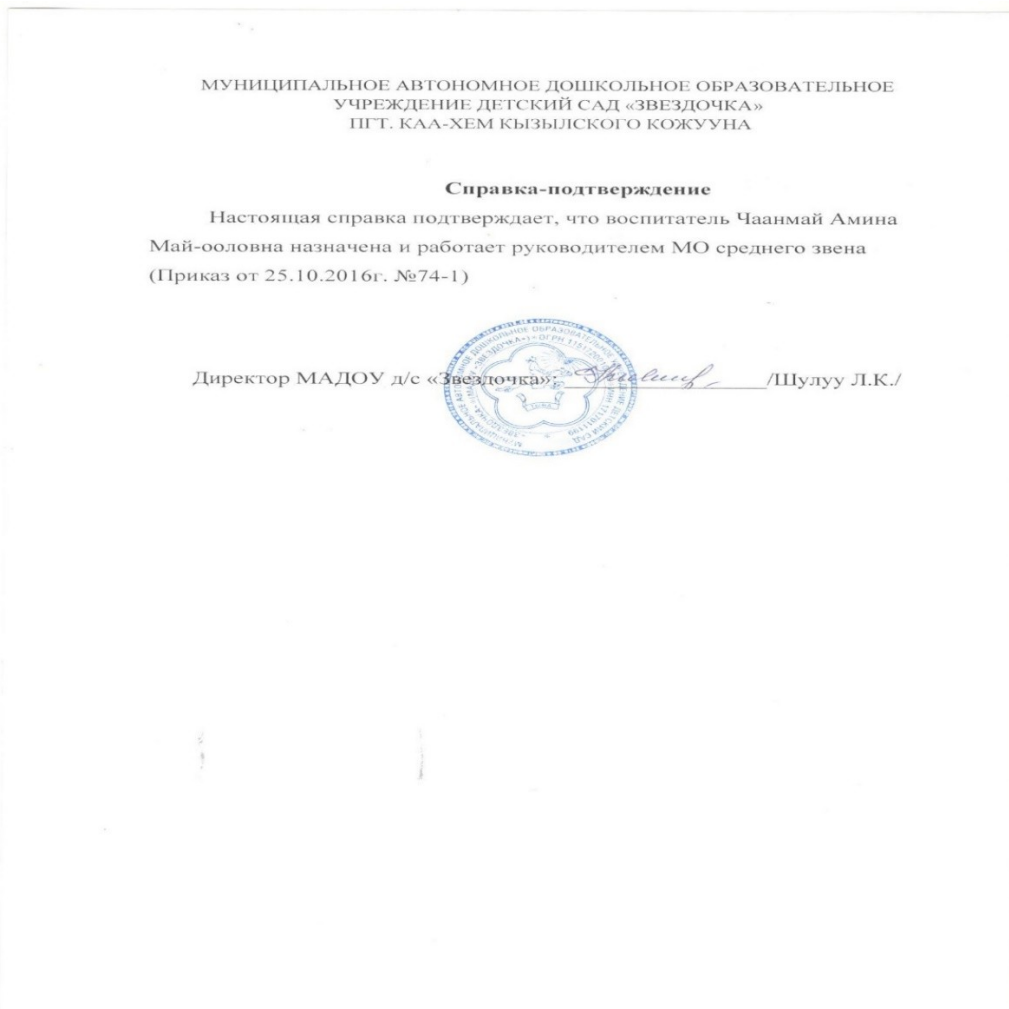 МУНИЦИПАЛЬНОЕ АВТОНОМНОЕ ДОШКОЛЬНОЕ ОБРАЗОВАТЕЛЬНОЕ
УЧРЕЖДЕНИЕ ДЕТСКИЙ САД «ЗВЕЗДОЧКА»
ПГТ. КАА-ХЕМ КЫЗЫЛСКОГО КОЖУУНА
Справка-подтверждение
Настоящая справка подтверждает, что воспитатель Чаанмай Амина
Май-ооловна назначена и работает руководителем МО среднего звена
(Приказ от 25.10.2016г. №74-1)
Директор МАДОУ д/с «Звездочка»: /Шулуу Л.К./